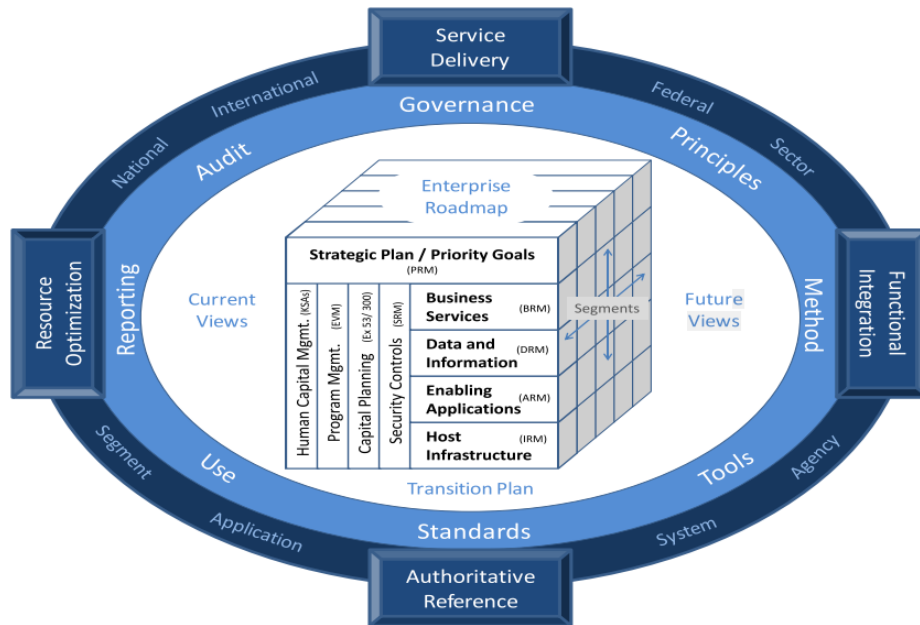 Service
Delivery
International
Federal
Governance
National
Audit
Principles
Sector
Enterprise
Roadmap
Strategic Plan / Priority Goals
(PRM)
Resource
Optimization
Reporting
Current
Views
Human Capital Mgmt. (KSAs)
Program Mgmt. (EVM)
Capital Planning (Ex 53/ 300)
Security Controls (SRM)
Business
Services (BRM)
Data and
Information (DRM)
Enabling
Applications (ARM)
Host
Infrastructure (IRM)
Segments
Future
Views
Method
Functional
Integration
Segment
Use
Transition Plan
Tools
Agency
Application
Standards
System
Authoritative
Reference